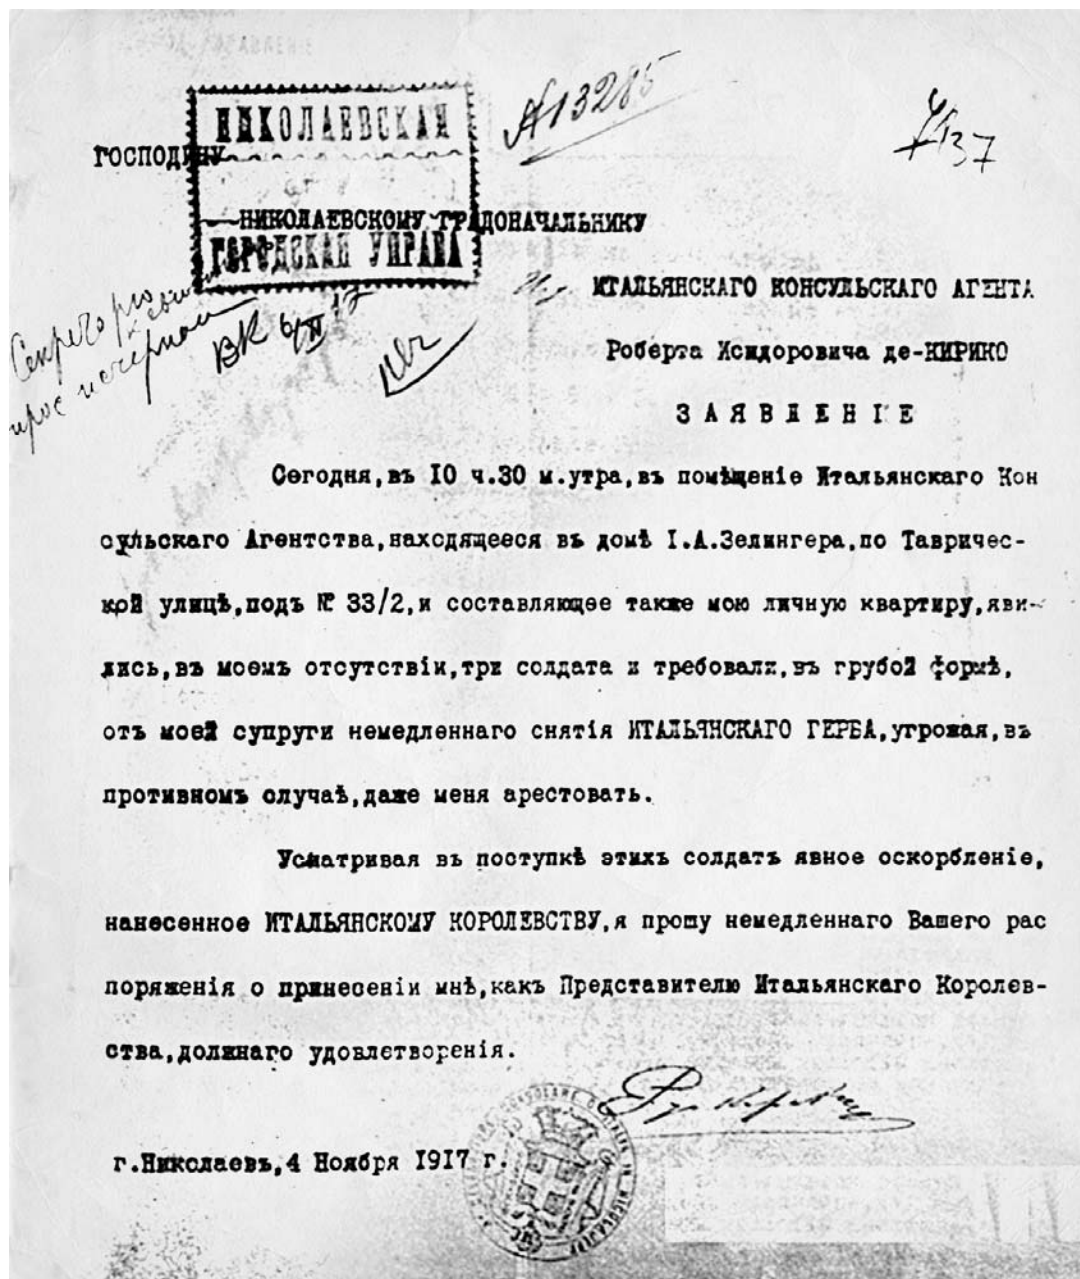 НИКОЛАЕВСКАЯ
А13285
137
ГОСПОДИНУ
НИКОЛАЕВСКОМУ ГРАДОНАЧАЛЬНИКУ
ГОРОДСКАЯ УПРАВА
ИТАЛЬЯНСКАГО КОНСУЛЬСКАГО АГЕНТА
Роберта Исидоровича де-КИРИКО
ЗАЯВЛЕНІЕ
Сегодня,въ 10 ч.30 м.утра,въ помѣщеніе Итальянскаго Кон
сульскаго Агентства,находящееся въ домѣ І.А.Зелингера,по Тавричес-
кой улицѣ,подъ № 33/2,и составляющее также мою личную квартиру,яви-
лись,въ моемъ отсутствіи,три солдата и требовали,въ грубой формѣ,
отъ моей супруги немедленнаго снятія ИТАЛЬЯНСКАГО ГЕРБА,угрожая,въ
противномъ случаѣ,даже меня арестовать.
Усматривая въ поступкѣ этихъ солдатъ явное оскорбленіе,
нанесенное ИТАЛЬЯНСКОМУ КОРОЛЕВСТВУ,я прошу немедленнаго Вашего рас
поряженія о принесеніи мнѣ,какъ Представителю Итальянскаго Королев-
ства,должнаго удовлетворенія.
г.Николаевъ,4 Ноября 1917 г.